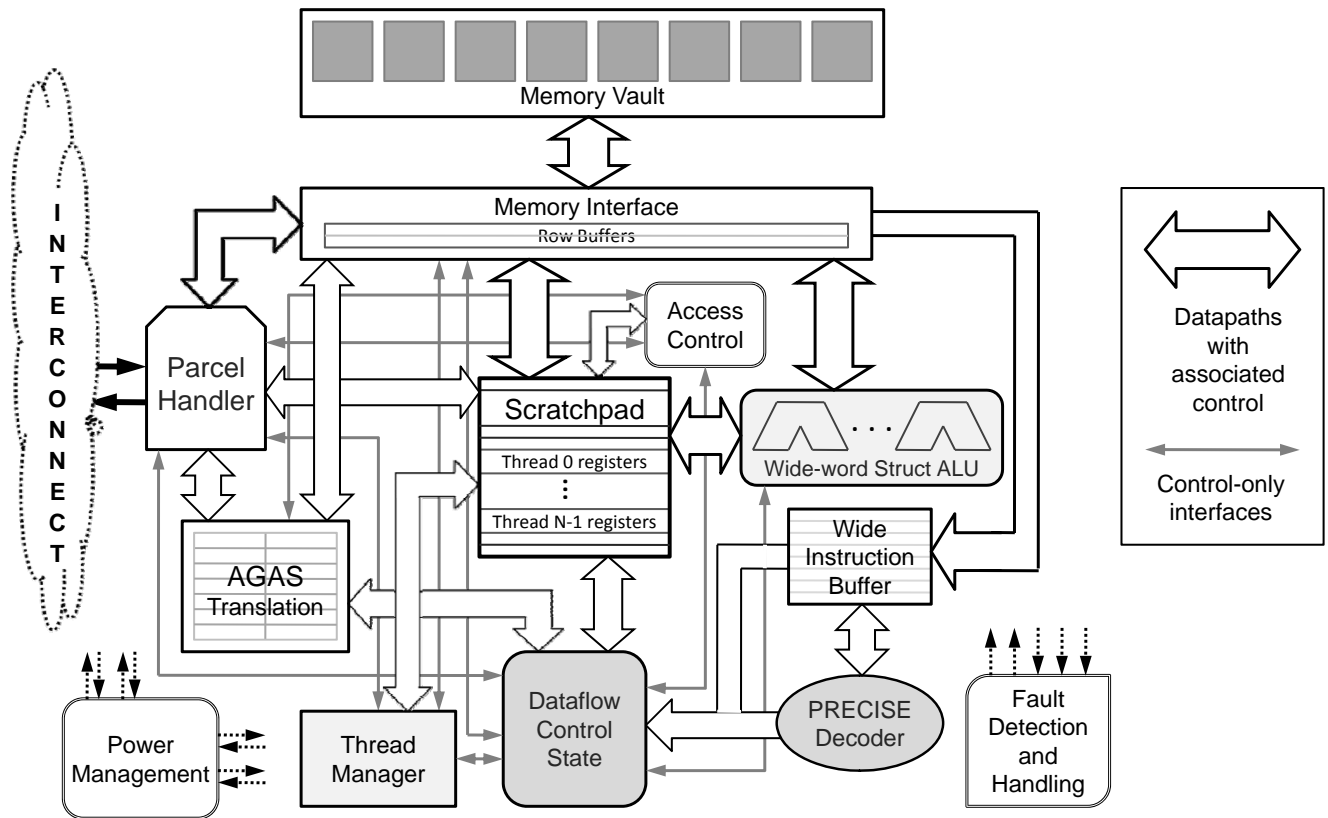 Memory Vault
INTERCONNECT
Memory Interface
Row Buffers
Access
Control
Parcel
Handler
Scratchpad
Thread 0 registers
⋮
Thread N-1 registers
. . .
Wide-word Struct ALU
Datapaths
with
associated
control
Control-only
interfaces
Wide
Instruction
Buffer
AGAS
Translation
Dataflow
Control
State
PRECISE
Decoder
Fault
Detection
and
Handling
Power
Management
Thread
Manager